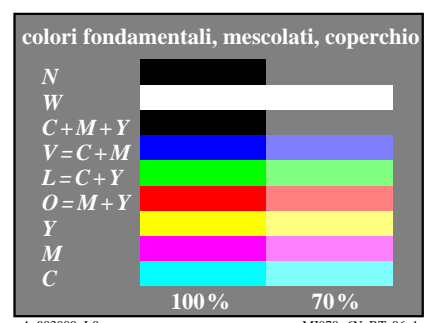 colori fondamentali, mescolati, coperchio
N
W
C+M+Y
V=C+M
L=C+Y
O=M+Y
Y
M
C
100%
70%